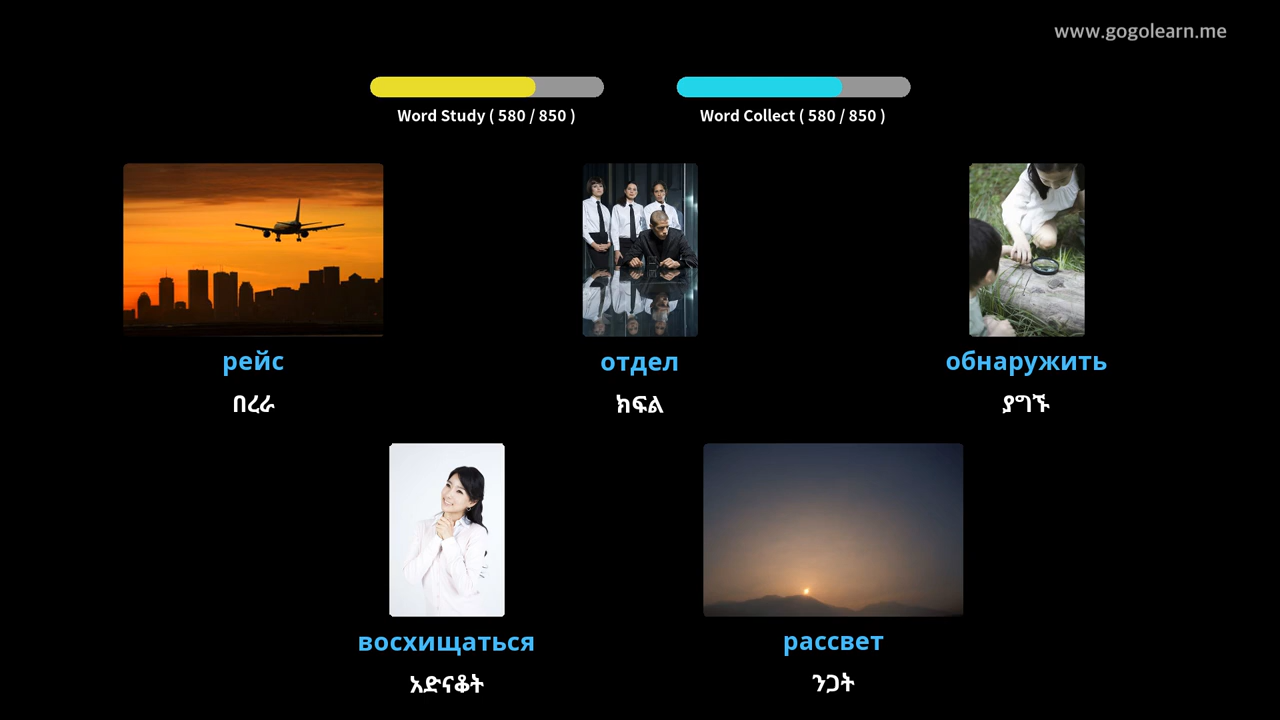 www.gogolearn.me
Word Study ( 580 / 850 )
Word Collect ( 580 / 850 )
рейс
отдел
обнаружить
በረራ
ክፍል
ያግኙ
восхищаться
рассвет
አድናቆት
ንጋት